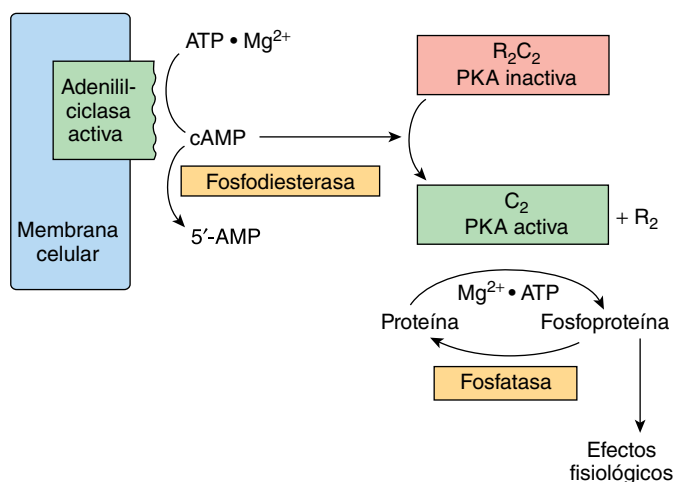 ATP • Mg²⁺
Adenilil-
ciclasa
activa
cAMP
Fosfodiesterasa
5′-AMP
Membrana
celular
R₂C₂
PKA inactiva
C₂
PKA activa
+ R₂
Mg²⁺ • ATP
Proteína
Fosfoproteína
Fosfatasa
Efectos
fisiológicos